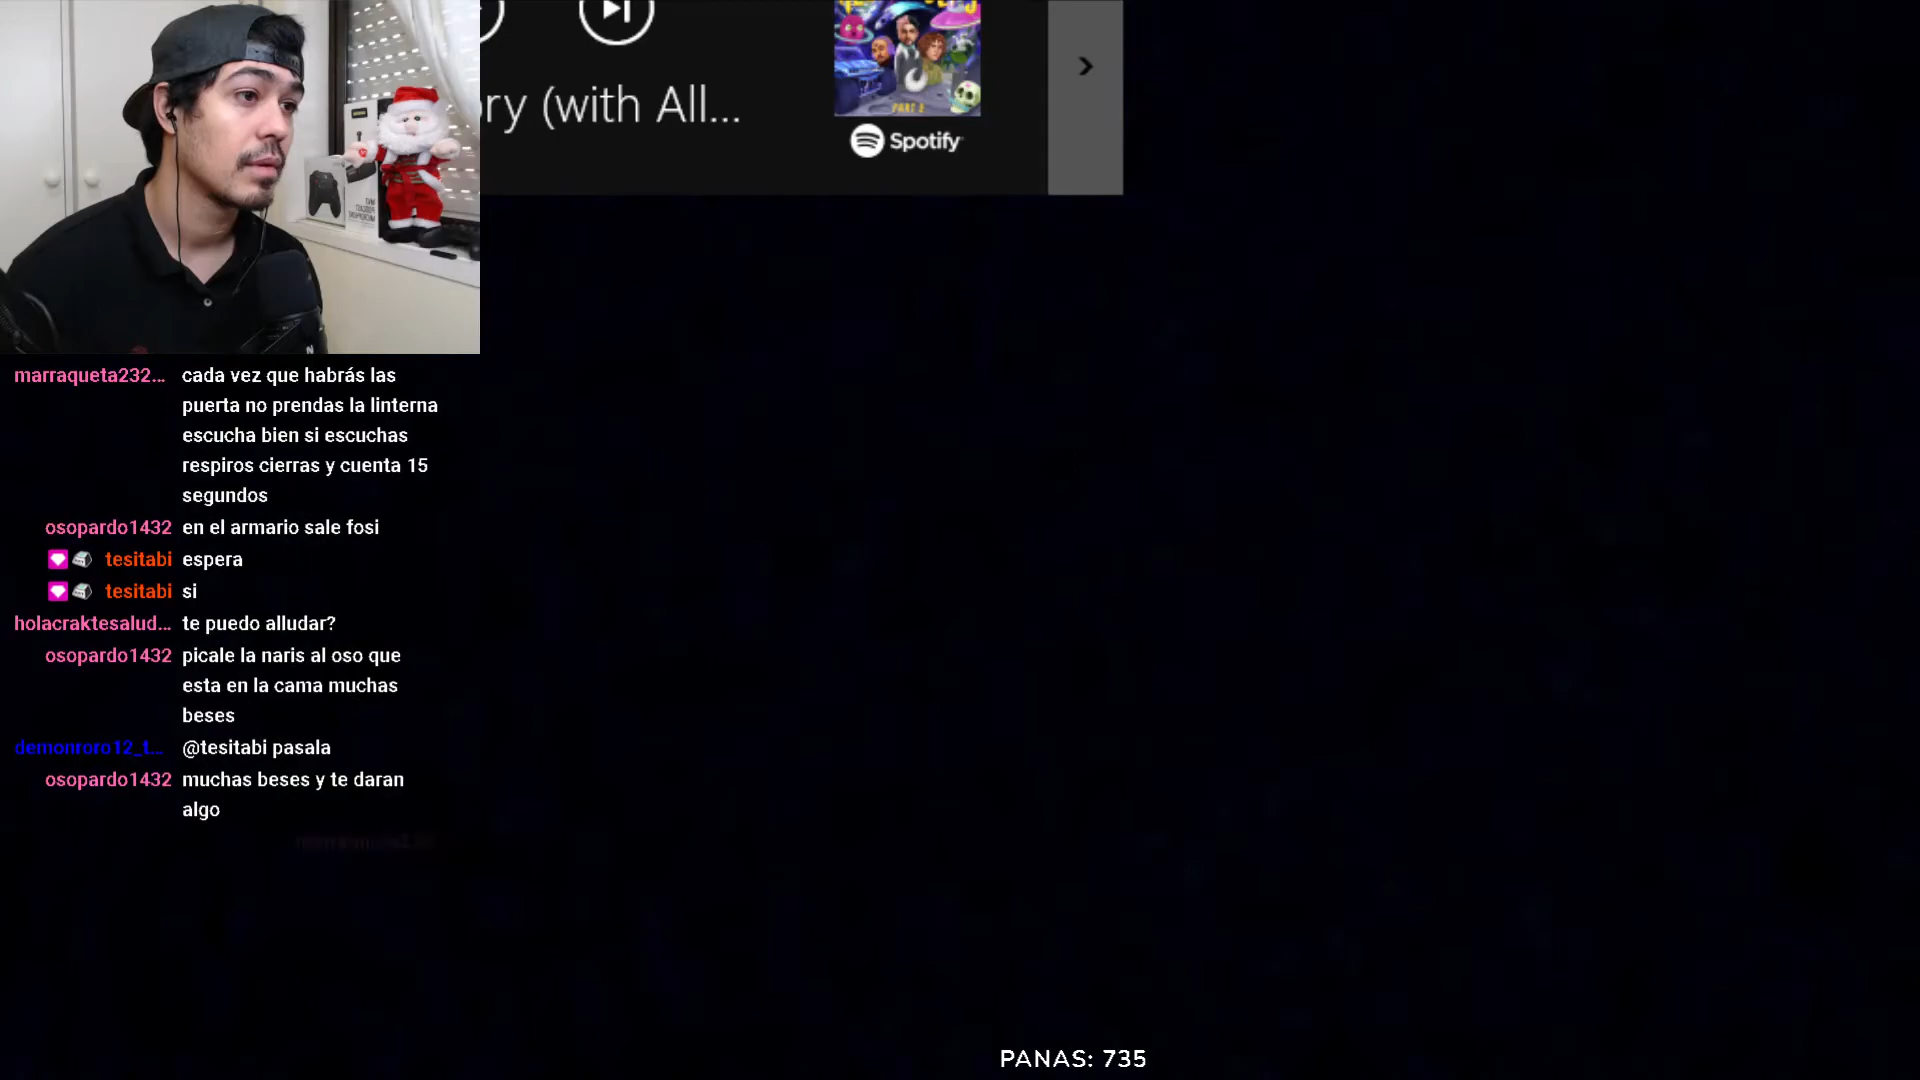 ory (with All...
PART 2
Spotify
marraqueta232... cada vez que habrás las
puerta no prendas la linterna
escucha bien si escuchas
respiros cierras y cuenta 15
segundos
osopardo1432 en el armario sale fosi
tesitabi espera
tesitabi si
holacraktesalud... te puedo alludar?
osopardo1432 picale la naris al oso que
esta en la cama muchas
beses
demonroro12_t... @tesitabi pasala
osopardo1432 muchas beses y te daran
algo
PANAS: 735